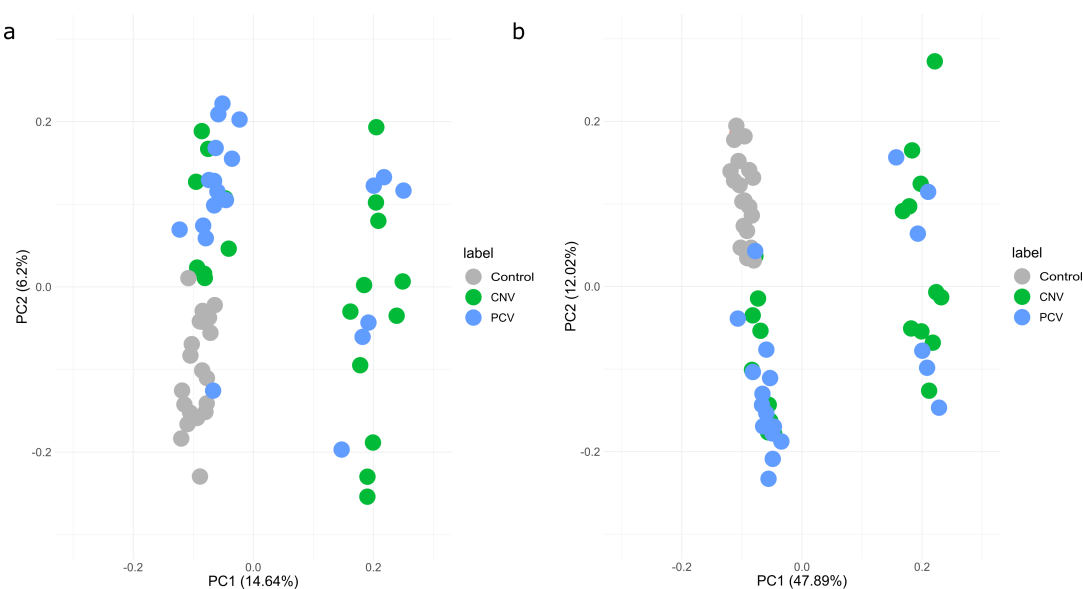 a
0.2
0.0
-0.2
PC2 (6.2%)
-0.2
0.0
0.2
PC1 (14.64%)
label
Control
CNV
PCV
b
0.2
0.0
-0.2
PC2 (12.02%)
-0.2
0.0
0.2
PC1 (47.89%)
label
Control
CNV
PCV